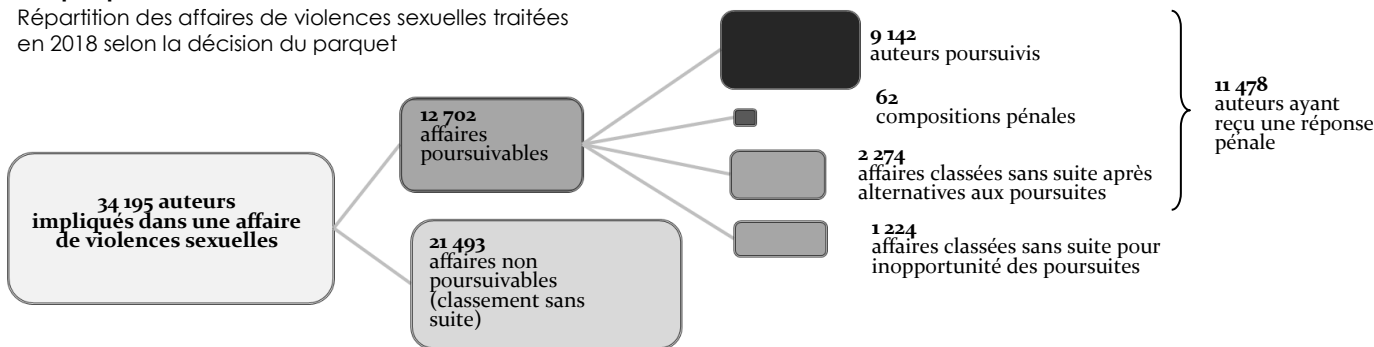 Répartition des affaires de violences sexuelles traitées
en 2018 selon la décision du parquet
34 195 auteurs
impliqués dans une affaire
de violences sexuelles
12 702
affaires
poursuivables
21 493
affaires non
poursuivables
(classement sans
suite)
9 142
auteurs poursuivis
62
compositions pénales
2 274
affaires classées sans suite après
alternatives aux poursuites
1 224
affaires classées sans suite pour
inopportunité des poursuites
11 478
auteurs ayant
reçu une réponse
pénale